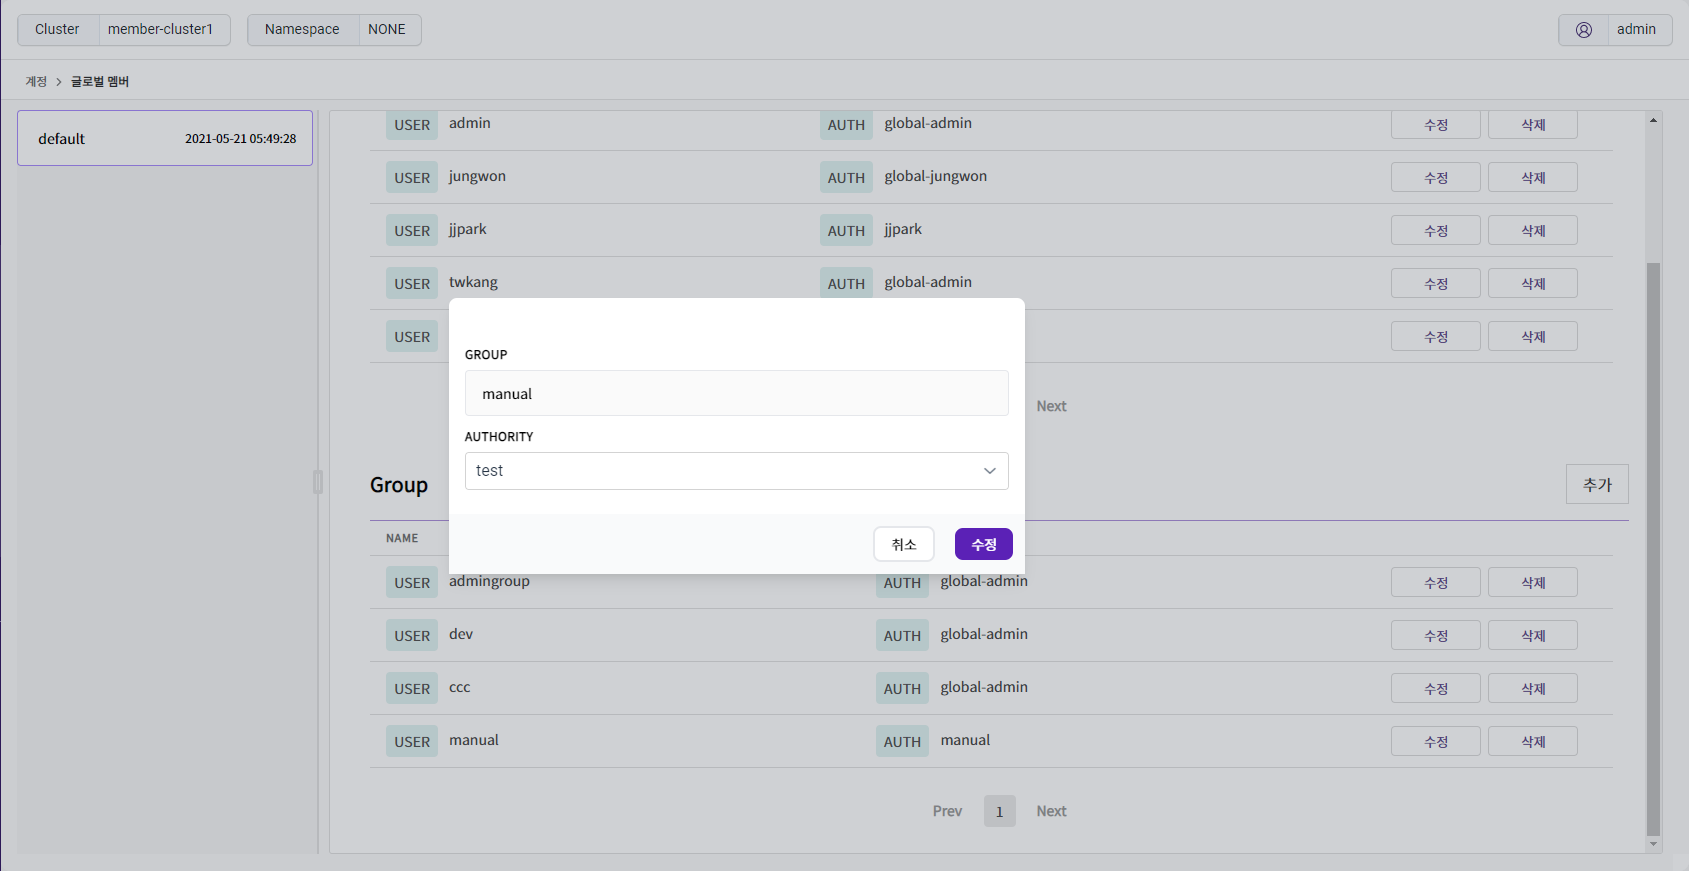 Cluster member-cluster1 Namespace NONE admin
계정 > 글로벌 멤버
default 2021-05-21 05:49:28
USER admin AUTH global-admin 수정 삭제
USER jungwon AUTH global-jungwon 수정 삭제
USER jjpark AUTH jjpark 수정 삭제
USER twkang AUTH global-admin 수정 삭제
USER 수정 삭제
Next
GROUP
manual
AUTHORITY
test
취소 수정
Group 추가
NAME
USER admingroup AUTH global-admin 수정 삭제
USER dev AUTH global-admin 수정 삭제
USER ccc AUTH global-admin 수정 삭제
USER manual AUTH manual 수정 삭제
Prev 1 Next